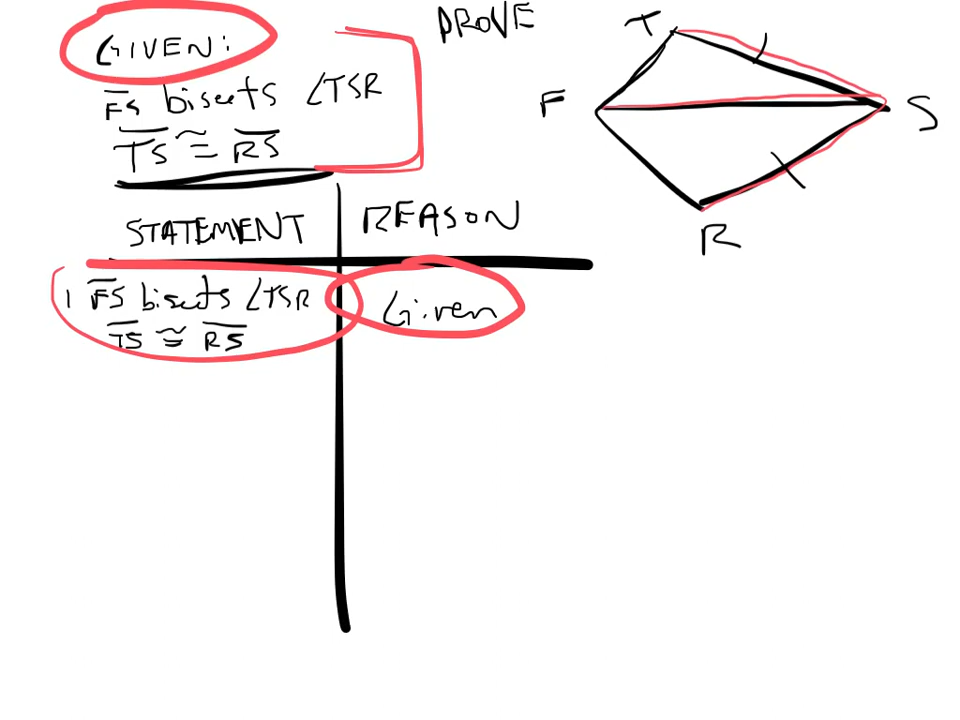 GIVEN:
FS bisects ∠TSR
TS ≅ RS
PROVE
T
F
S
R
STATEMENT REASON
1 FS bisects ∠TSR Given
TS ≅ RS